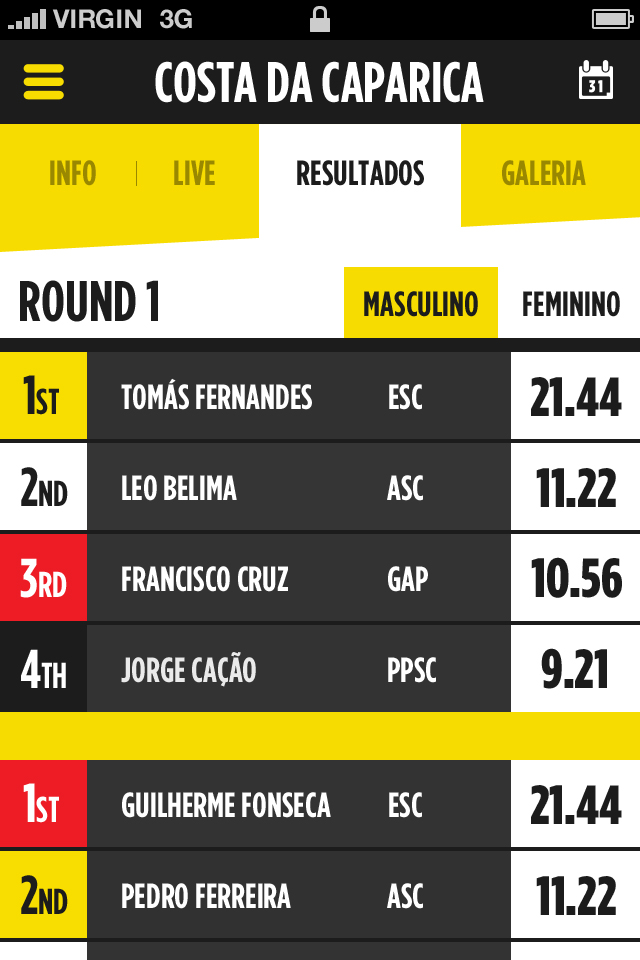 VIRGIN 3G
COSTA DA CAPARICA
31
INFO LIVE RESULTADOS GALERIA
ROUND 1 MASCULINO FEMININO
1ST TOMÁS FERNANDES ESC 21.44
2ND LEO BELIMA ASC 11.22
3RD FRANCISCO CRUZ GAP 10.56
4TH JORGE CAÇÃO PPSC 9.21
1ST GUILHERME FONSECA ESC 21.44
2ND PEDRO FERREIRA ASC 11.22